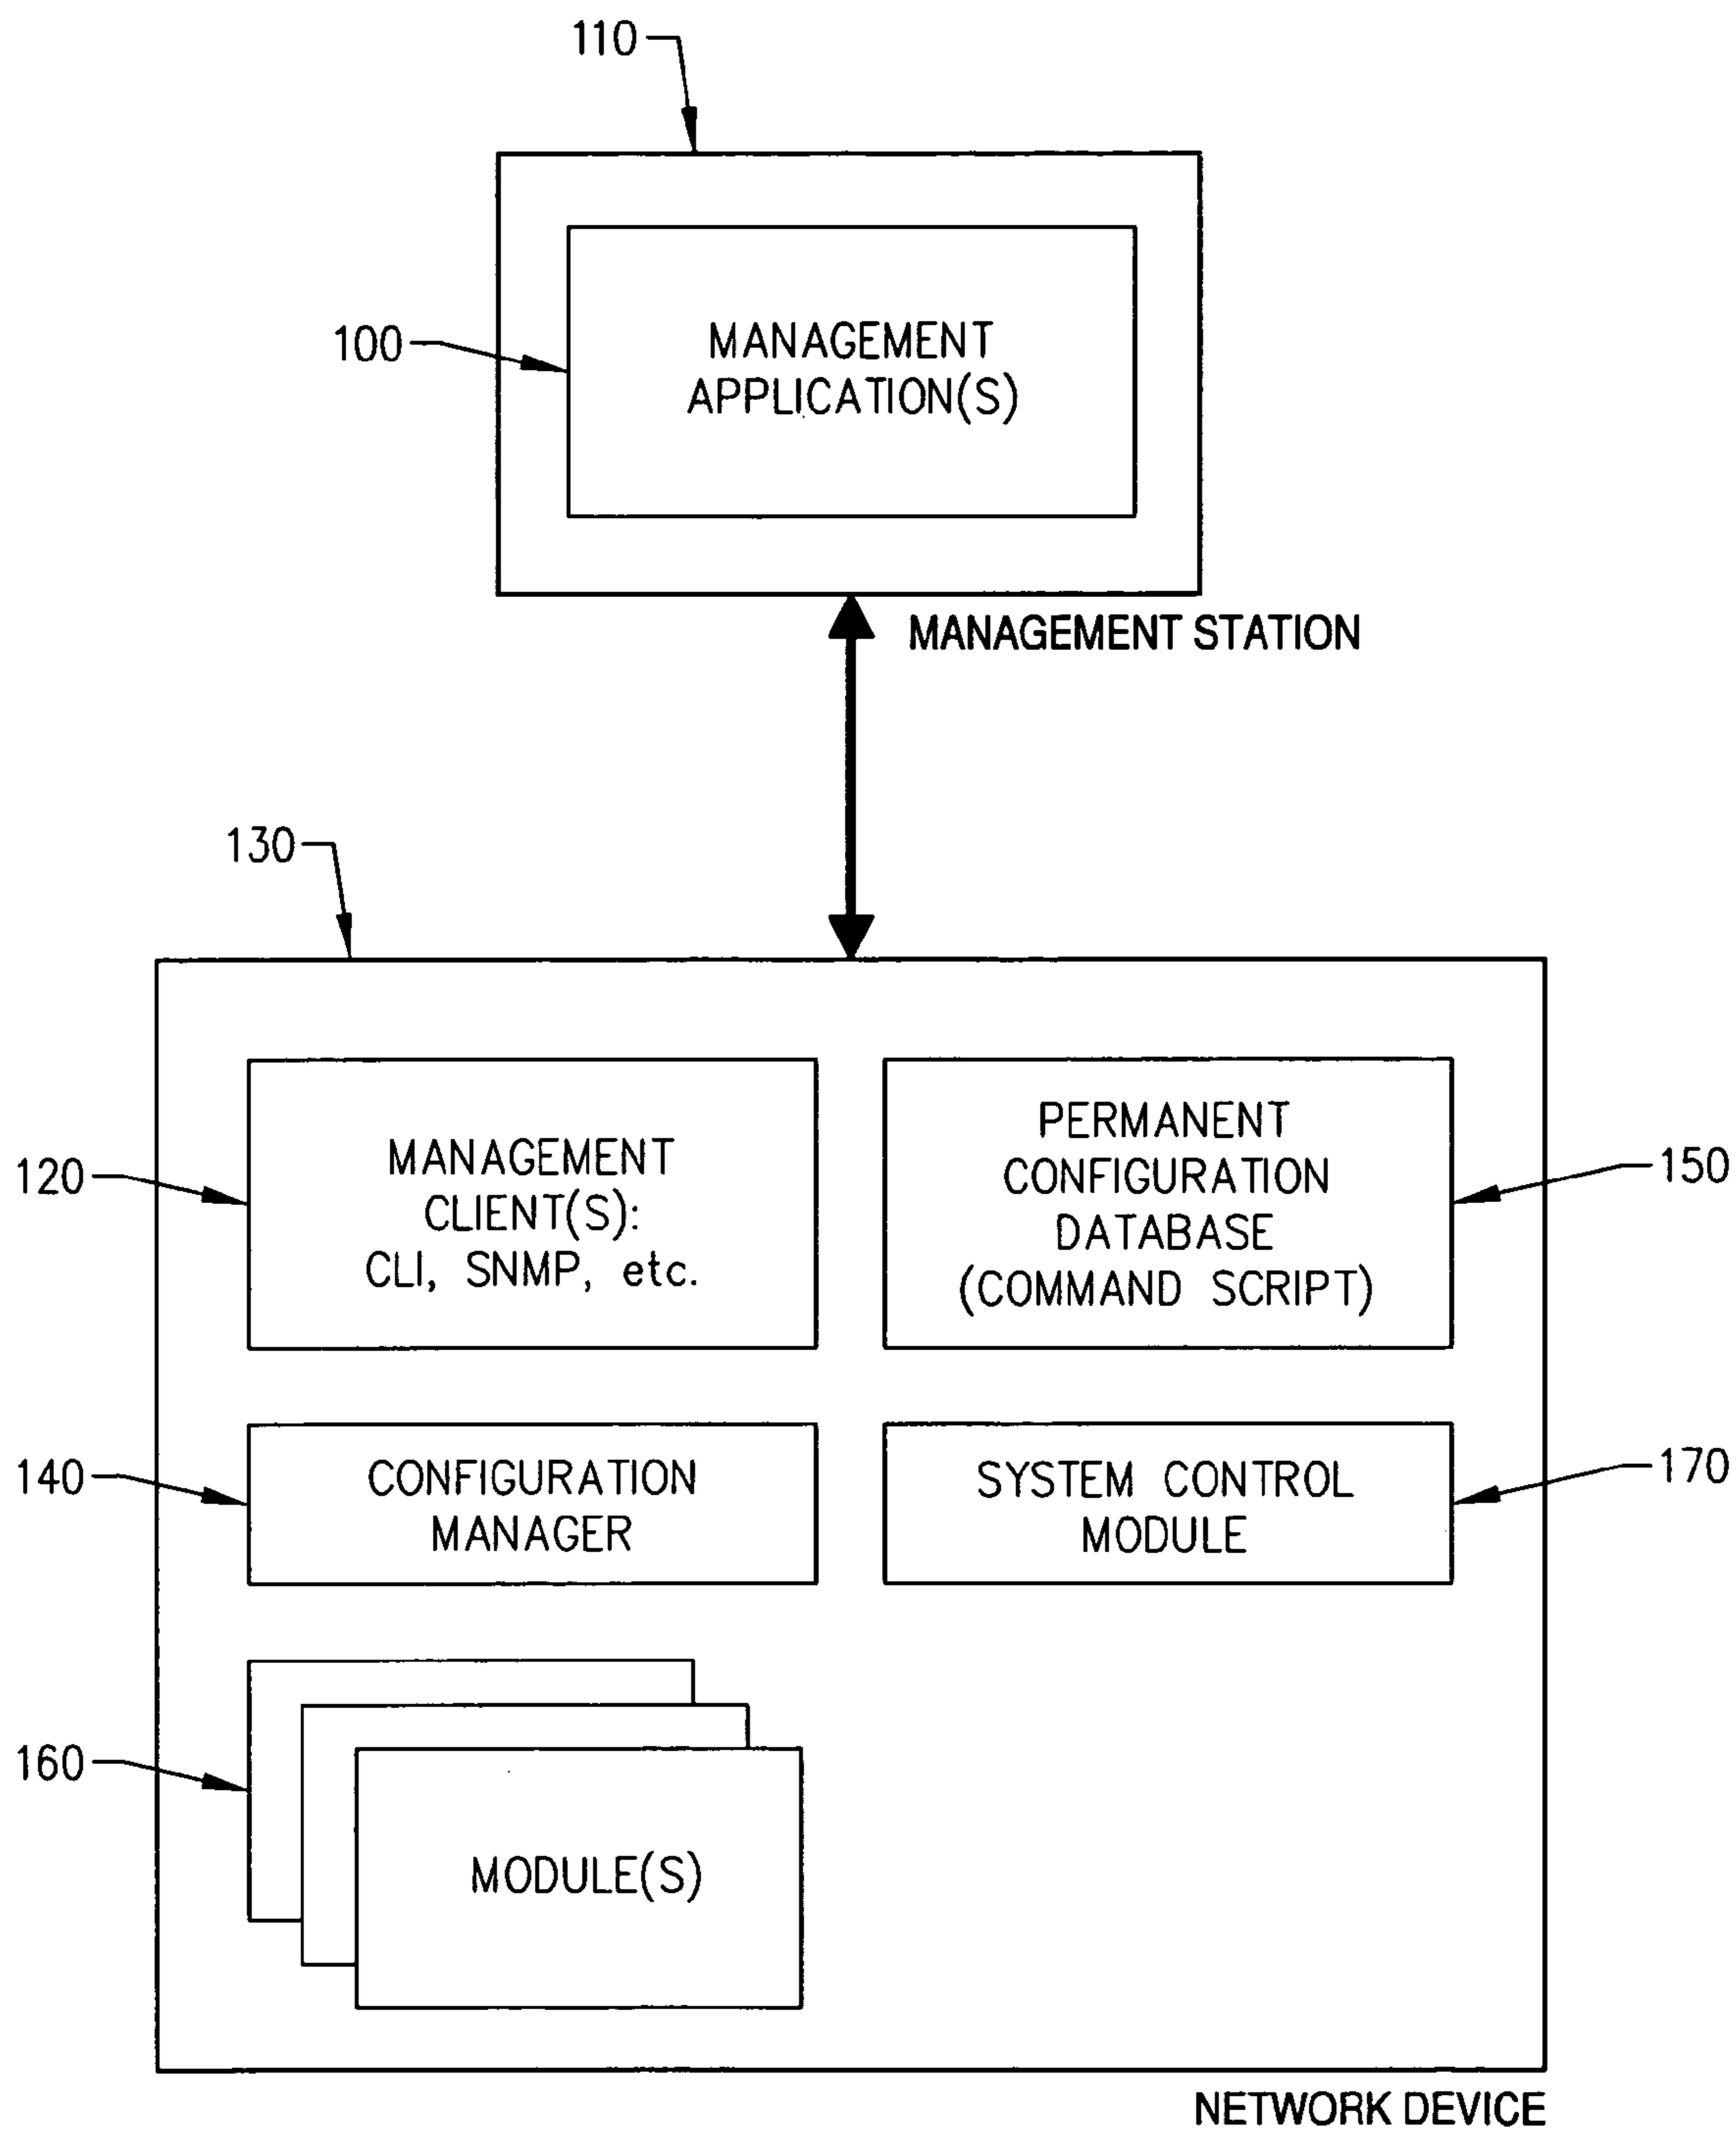 110
100
MANAGEMENT
APPLICATION(S)
MANAGEMENT STATION
130
120
MANAGEMENT
CLIENT(S):
CLI, SNMP, etc.
PERMANENT
CONFIGURATION
DATABASE
(COMMAND SCRIPT)
150
140
CONFIGURATION
MANAGER
SYSTEM CONTROL
MODULE
170
160
MODULE(S)
NETWORK DEVICE